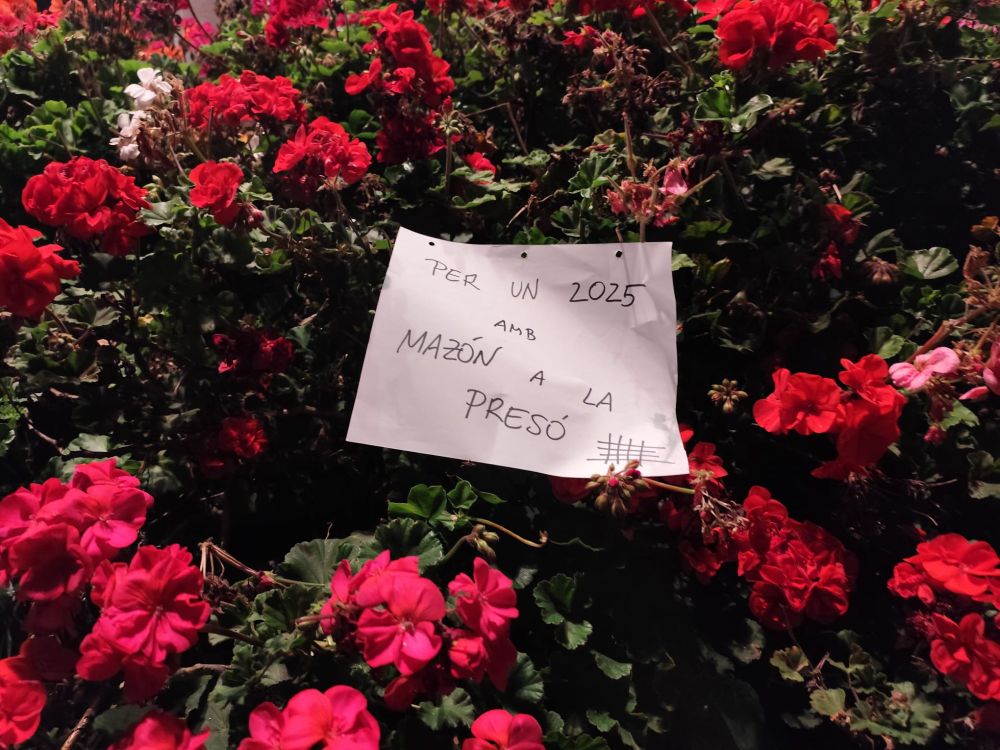 PER UN 2025
AMB
MAZÓN A LA
PRESÓ